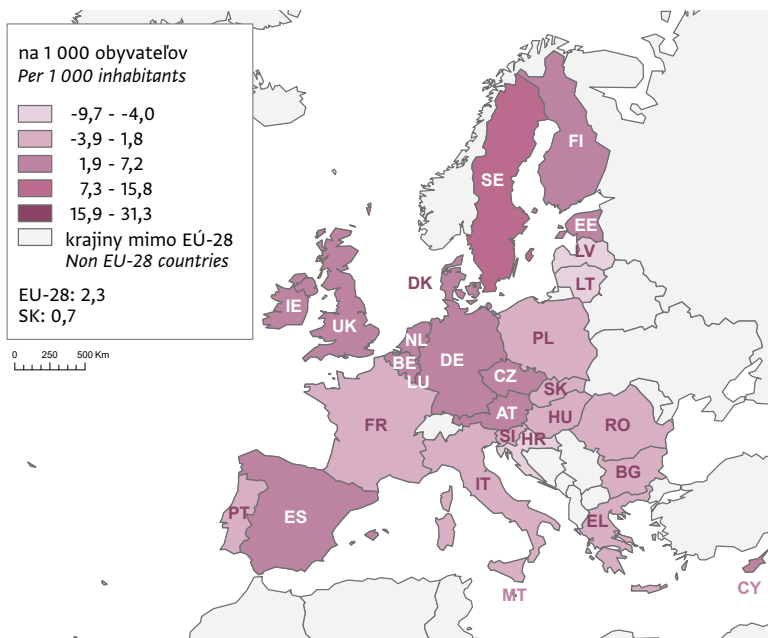 na 1 000 obyvateľov
Per 1 000 inhabitants
-9,7 - -4,0
-3,9 - 1,8
1,9 - 7,2
7,3 - 15,8
15,9 - 31,3
krajiny mimo EÚ-28
Non EU-28 countries
EU-28: 2,3
SK: 0,7
0 250 500 Km
FI
SE
EE
LV
LT
DK
IE
UK
NL
BE
LU
DE
PL
CZ
SK
AT
HU
SI
HR
RO
FR
IT
BG
PT
ES
EL
MT
CY